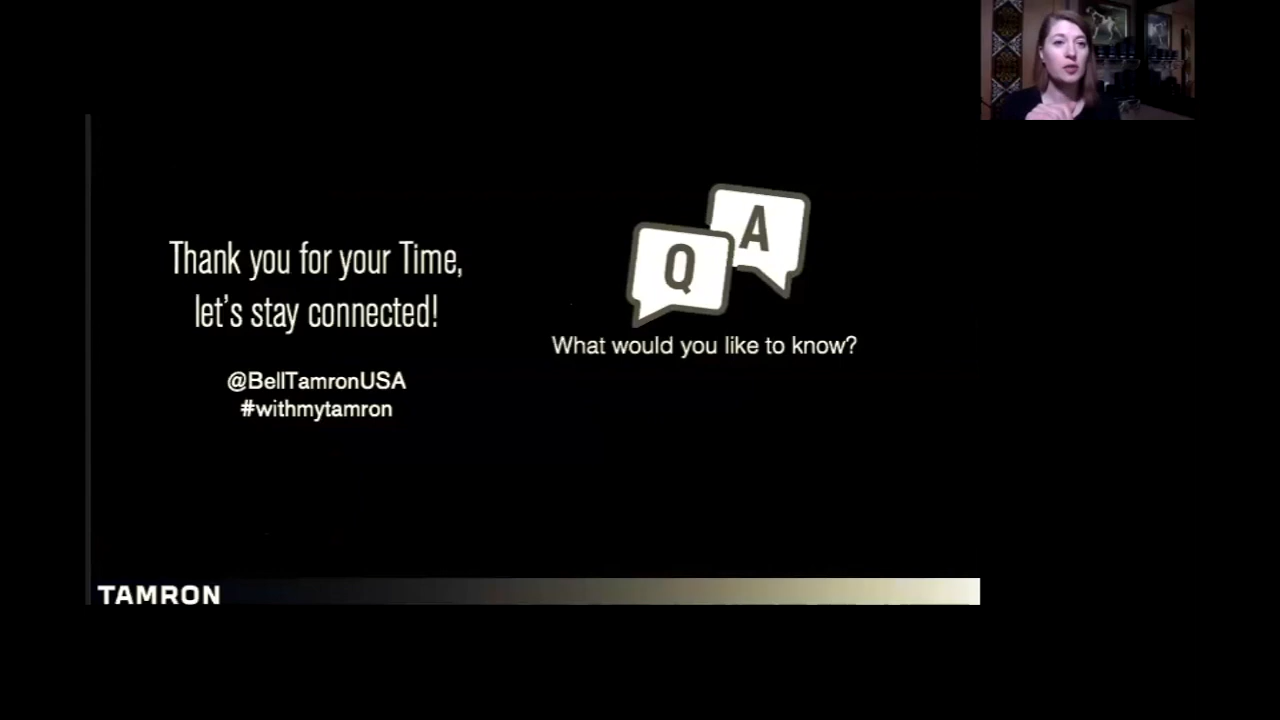 Thank you for your Time,
let's stay connected!
@BellTamronUSA
#withmytamron
Q
A
What would you like to know?
TAMRON